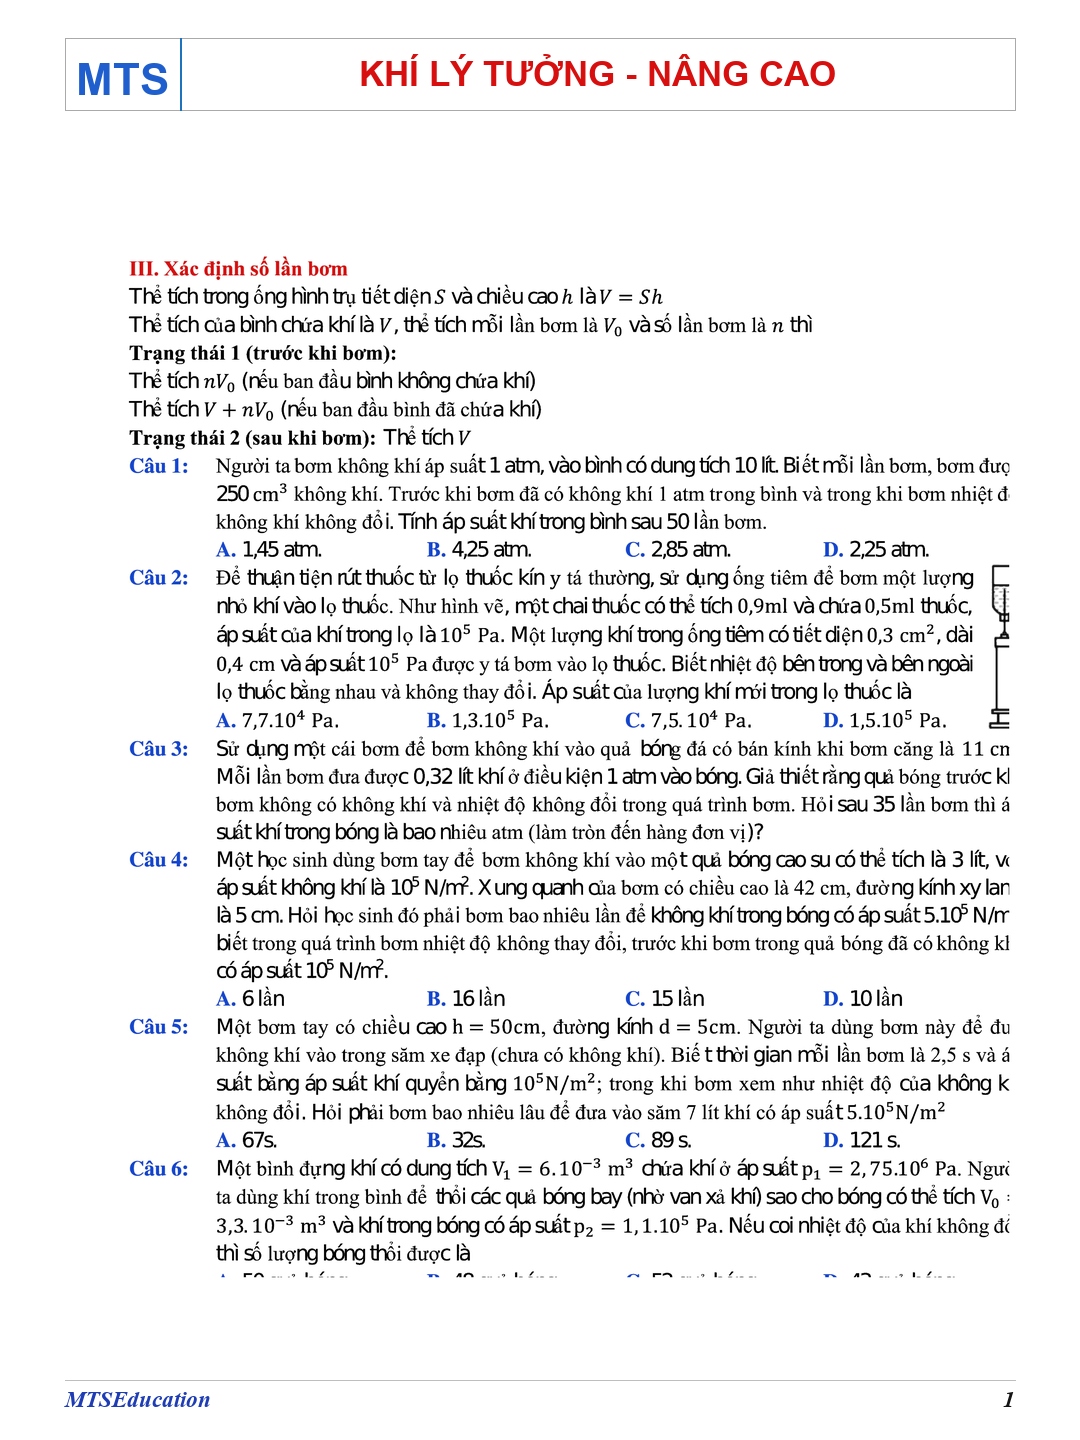 MTS
KHÍ LÝ TƯỞNG - NÂNG CAO
III. Xác định số lần bơm
Thể tích trong ống hình trụ tiết diện S và chiều cao h là V = Sh
Thể tích của bình chứa khí là V, thể tích mỗi lần bơm là V₀ và số lần bơm là n thì
Trạng thái 1 (trước khi bơm):
Thể tích nV₀ (nếu ban đầu bình không chứa khí)
Thể tích V + nV₀ (nếu ban đầu bình đã chứa khí)
Trạng thái 2 (sau khi bơm): Thể tích V
Câu 1: Người ta bơm không khí áp suất 1 atm, vào bình có dung tích 10 lít. Biết mỗi lần bơm, bơm
250 cm³ không khí. Trước khi bơm đã có không khí 1 atm trong bình và trong khi bơm nhiệt
không khí không đổi. Tính áp suất khí trong bình sau 50 lần bơm.
A. 1,45 atm. B. 4,25 atm. C. 2,85 atm. D. 2,25 atm.
Câu 2: Để thuận tiện rút thuốc từ lọ thuốc kín y tá thường, sử dụng ống tiêm để bơm một lượng
nhỏ khí vào lọ thuốc. Như hình vẽ, một chai thuốc có thể tích 0,9ml và chứa 0,5ml thuốc,
áp suất của khí trong lọ là 10⁵ Pa. Một lượng khí trong ống tiêm có tiết diện 0,3 cm², dài
0,4 cm và áp suất 10⁵ Pa được y tá bơm vào lọ thuốc. Biết nhiệt độ bên trong và bên ngoài
lọ thuốc bằng nhau và không thay đổi. Áp suất của lượng khí mới trong lọ thuốc là
A. 7,7.10⁴ Pa. B. 1,3.10⁵ Pa. C. 7,5. 10⁴ Pa. D. 1,5.10⁵ Pa.
Câu 3: Sử dụng một cái bơm để bơm không khí vào quả bóng đá có bán kính khi bơm căng là 11
Mỗi lần bơm đưa được 0,32 lít khí ở điều kiện 1 atm vào bóng. Giả thiết rằng quả bóng trước
bơm không có không khí và nhiệt độ không đổi trong quá trình bơm. Hỏi sau 35 lần bơm thì
suất khí trong bóng là bao nhiêu atm (làm tròn đến hàng đơn vị)?
Câu 4: Một học sinh dùng bơm tay để bơm không khí vào một quả bóng cao su có thể tích là 3 lít,
áp suất không khí là 10⁵ N/m². Xung quanh của bơm có chiều cao là 42 cm, đường kính xy
là 5 cm. Hỏi học sinh đó phải bơm bao nhiêu lần để không khí trong bóng có áp suất 5.10⁵
biết trong quá trình bơm nhiệt độ không thay đổi, trước khi bơm trong quả bóng đã có không
có áp suất 10⁵ N/m².
A. 6 lần B. 16 lần C. 15 lần D. 10 lần
Câu 5: Một bơm tay có chiều cao h = 50cm, đường kính d = 5cm. Người ta dùng bơm này để
không khí vào trong săm xe đạp (chưa có không khí). Biết thời gian mỗi lần bơm là 2,5 s và
suất bằng áp suất khí quyển bằng 10⁵N/m²; trong khi bơm xem như nhiệt độ của không
không đổi. Hỏi phải bơm bao nhiêu lâu để đưa vào săm 7 lít khí có áp suất 5.10⁵N/m²
A. 67s. B. 32s. C. 89 s. D. 121 s.
Câu 6: Một bình đựng khí có dung tích V₁ = 6. 10⁻³ m³ chứa khí ở áp suất p₁ = 2, 75.10⁶ Pa.
ta dùng khí trong bình để thổi các quả bóng bay (nhờ van xả khí) sao cho bóng có thể tích V₀
3,3. 10⁻³ m³ và khí trong bóng có áp suất p₂ = 1, 1.10⁵ Pa. Nếu coi nhiệt độ của khí không
thì số lượng bóng thổi được là
MTSEducation
1